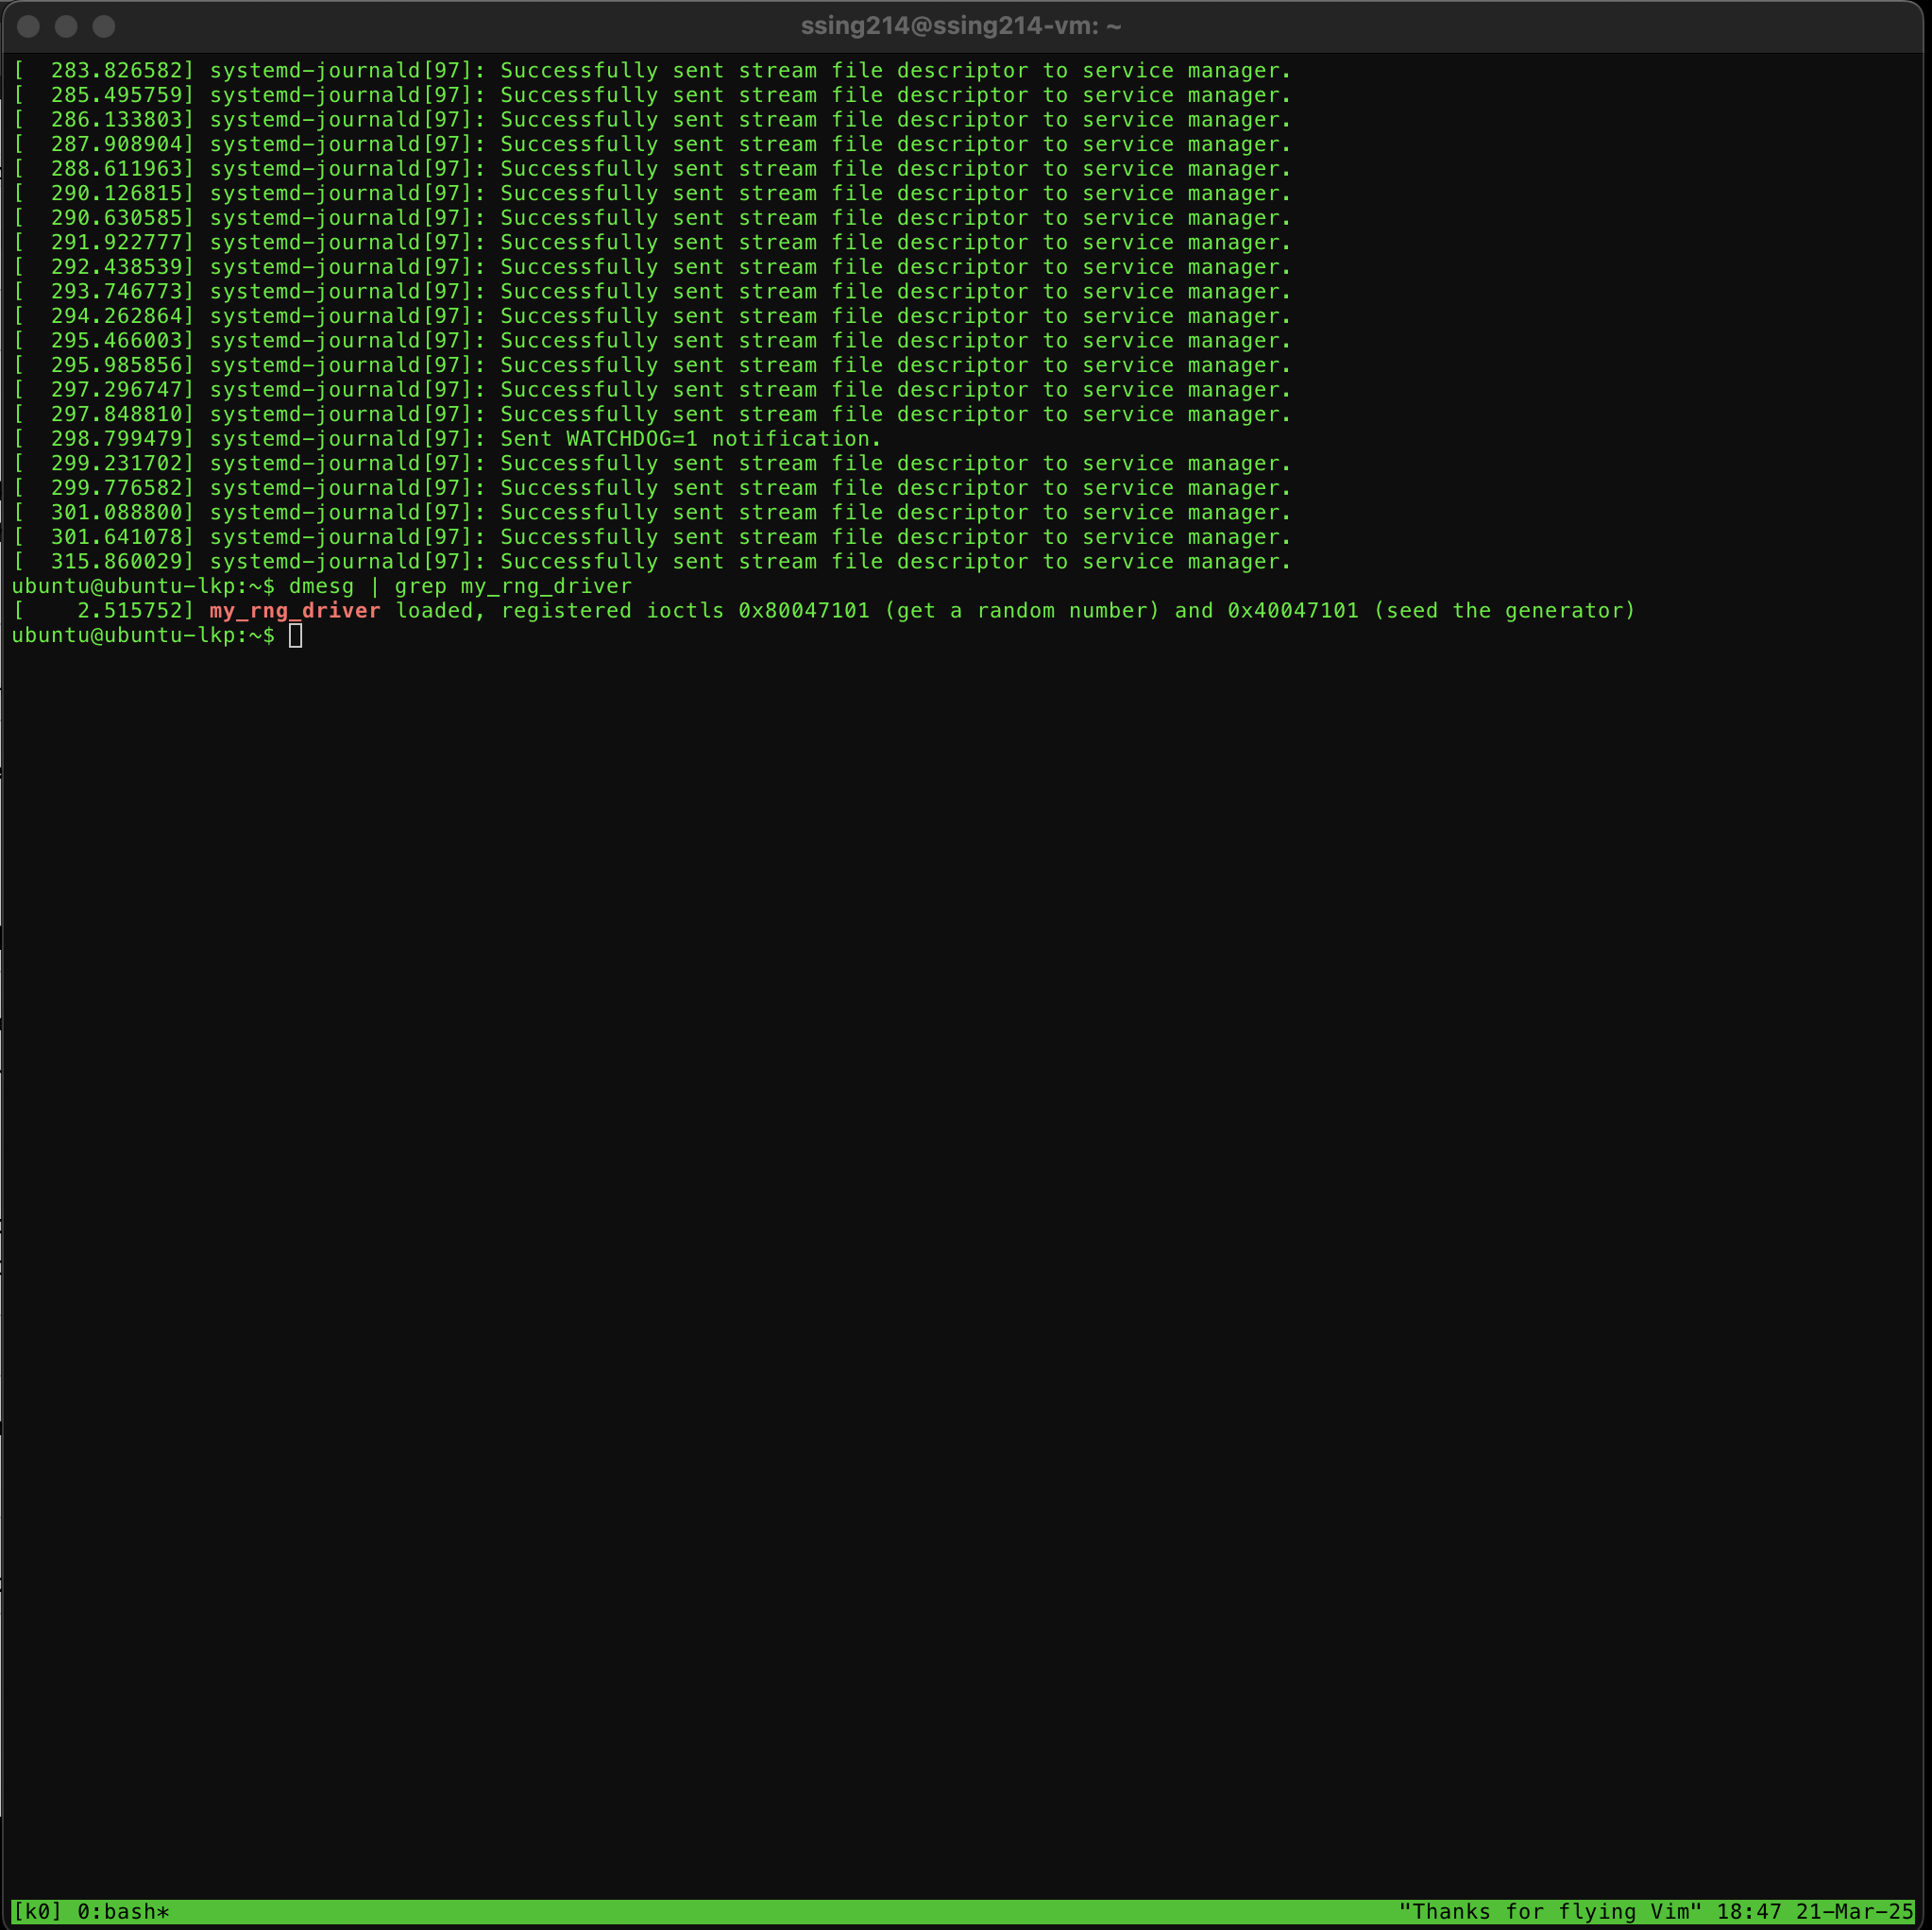 ssing214@ssing214-vm: ~
[  283.826582] systemd-journald[97]: Successfully sent stream file descriptor to service manager.
[  285.495759] systemd-journald[97]: Successfully sent stream file descriptor to service manager.
[  286.133803] systemd-journald[97]: Successfully sent stream file descriptor to service manager.
[  287.908904] systemd-journald[97]: Successfully sent stream file descriptor to service manager.
[  288.611963] systemd-journald[97]: Successfully sent stream file descriptor to service manager.
[  290.126815] systemd-journald[97]: Successfully sent stream file descriptor to service manager.
[  290.630585] systemd-journald[97]: Successfully sent stream file descriptor to service manager.
[  291.922777] systemd-journald[97]: Successfully sent stream file descriptor to service manager.
[  292.438539] systemd-journald[97]: Successfully sent stream file descriptor to service manager.
[  293.746773] systemd-journald[97]: Successfully sent stream file descriptor to service manager.
[  294.262864] systemd-journald[97]: Successfully sent stream file descriptor to service manager.
[  295.466003] systemd-journald[97]: Successfully sent stream file descriptor to service manager.
[  295.985856] systemd-journald[97]: Successfully sent stream file descriptor to service manager.
[  297.296747] systemd-journald[97]: Successfully sent stream file descriptor to service manager.
[  297.848810] systemd-journald[97]: Successfully sent stream file descriptor to service manager.
[  298.799479] systemd-journald[97]: Sent WATCHDOG=1 notification.
[  299.231702] systemd-journald[97]: Successfully sent stream file descriptor to service manager.
[  299.776582] systemd-journald[97]: Successfully sent stream file descriptor to service manager.
[  301.088800] systemd-journald[97]: Successfully sent stream file descriptor to service manager.
[  301.641078] systemd-journald[97]: Successfully sent stream file descriptor to service manager.
[  315.860029] systemd-journald[97]: Successfully sent stream file descriptor to service manager.
ubuntu@ubuntu-lkp:~$ dmesg | grep my_rng_driver
[    2.515752] my_rng_driver loaded, registered ioctls 0x80047101 (get a random number) and 0x40047101 (seed the generator)
ubuntu@ubuntu-lkp:~$
[k0] 0:bash* "Thanks for flying Vim" 18:47 21-Mar-25